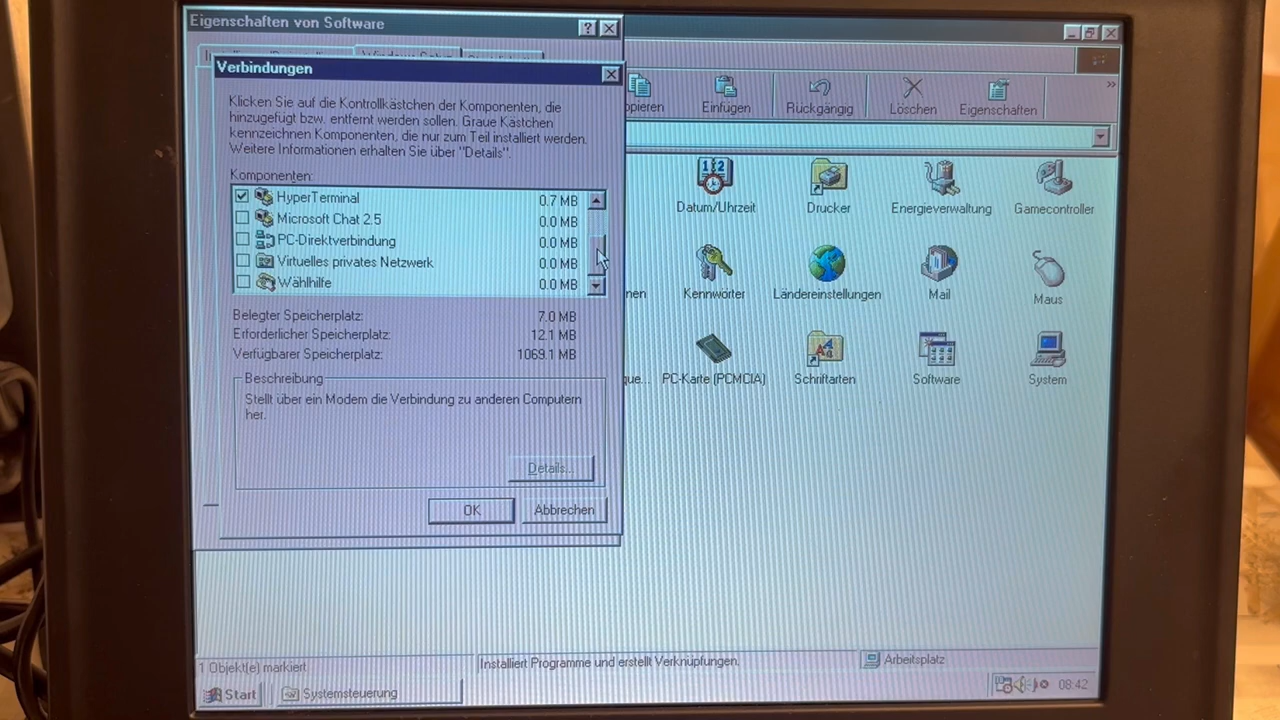 Eigenschaften von Software
Verbindungen
Klicken Sie auf die Kontrollkästchen der Komponenten, die
hinzugefügt bzw. entfernt werden sollen. Graue Kästchen
kennzeichnen Komponenten, die nur zum Teil installiert werden.
Weitere Informationen erhalten Sie über "Details".
Komponenten:
HyperTerminal 0.7 MB
Microsoft Chat 2.5 0.0 MB
PC-Direktverbindung 0.0 MB
Virtuelles privates Netzwerk 0.0 MB
Wählhilfe 0.0 MB
Belegter Speicherplatz: 7.0 MB
Erforderlicher Speicherplatz: 12.1 MB
Verfügbarer Speicherplatz: 1069.1 MB
Beschreibung
Stellt über ein Modem die Verbindung zu anderen Computern
her.
Details...
OK Abbrechen
opieren Einfügen Rückgängig Löschen Eigenschaften
Datum/Uhrzeit Drucker Energieverwaltung Gamecontroller
nen Kennwörter Ländereinstellungen Mail Maus
que... PC-Karte (PCMCIA) Schriftarten Software System
1 Objekt(e) markiert Installiert Programme und erstellt Verknüpfungen. Arbeitsplatz
Start Systemsteuerung 08:42